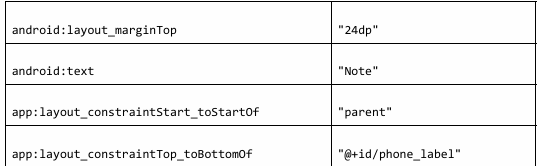 android:layout_marginTop "24dp"
android:text "Note"
app:layout_constraintStart_toStartOf "parent"
app:layout_constraintTop_toBottomOf "@+id/phone_label"